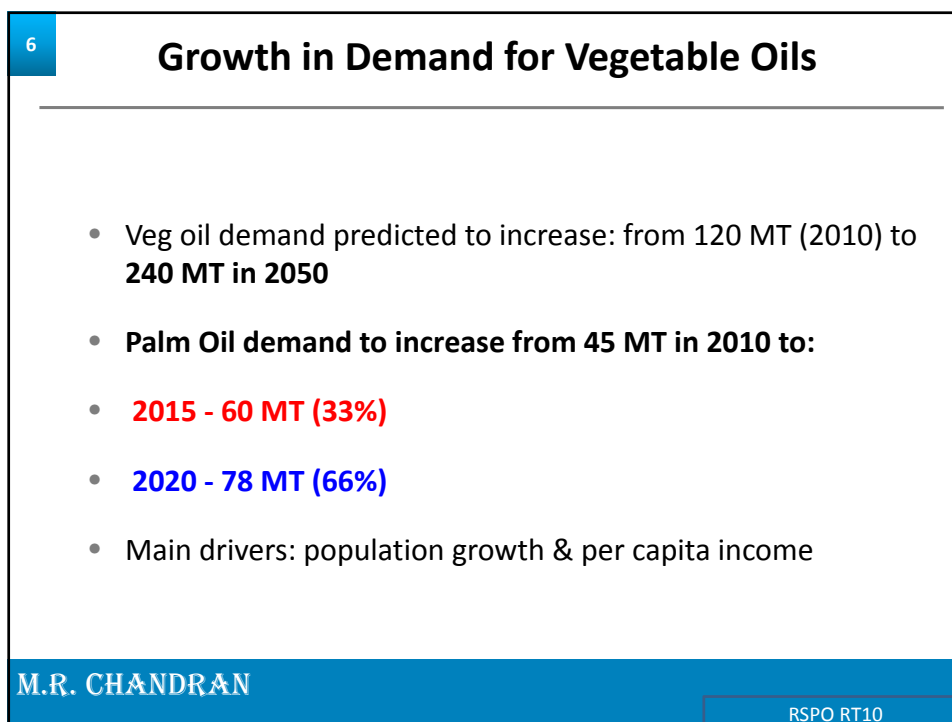 6
Growth in Demand for Vegetable Oils
• Veg oil demand predicted to increase: from 120 MT (2010) to
240 MT in 2050
• Palm Oil demand to increase from 45 MT in 2010 to:
• 2015 - 60 MT (33%)
• 2020 - 78 MT (66%)
• Main drivers: population growth & per capita income
M.R. CHANDRAN
RSPO RT10